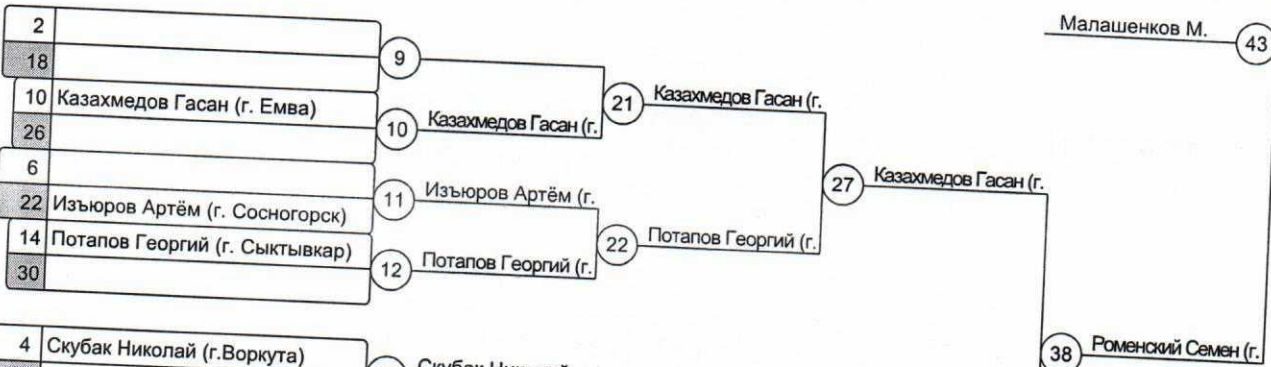 Малашенков М.
43
2
18
9
10 Казахмедов Гасан (г. Емва)
26
10
Казахмедов Гасан (г.
21
Казахмедов Гасан (г.
6
22 Изъюров Артём (г. Сосногорск)
11
Изъюров Артём (г.
14 Потапов Георгий (г. Сыктывкар)
30
12
Потапов Георгий (г.
22
Потапов Георгий (г.
27
Казахмедов Гасан (г.
4 Скубак Николай (г.Воркута)
Скубак
38
Роменский Семен (г.